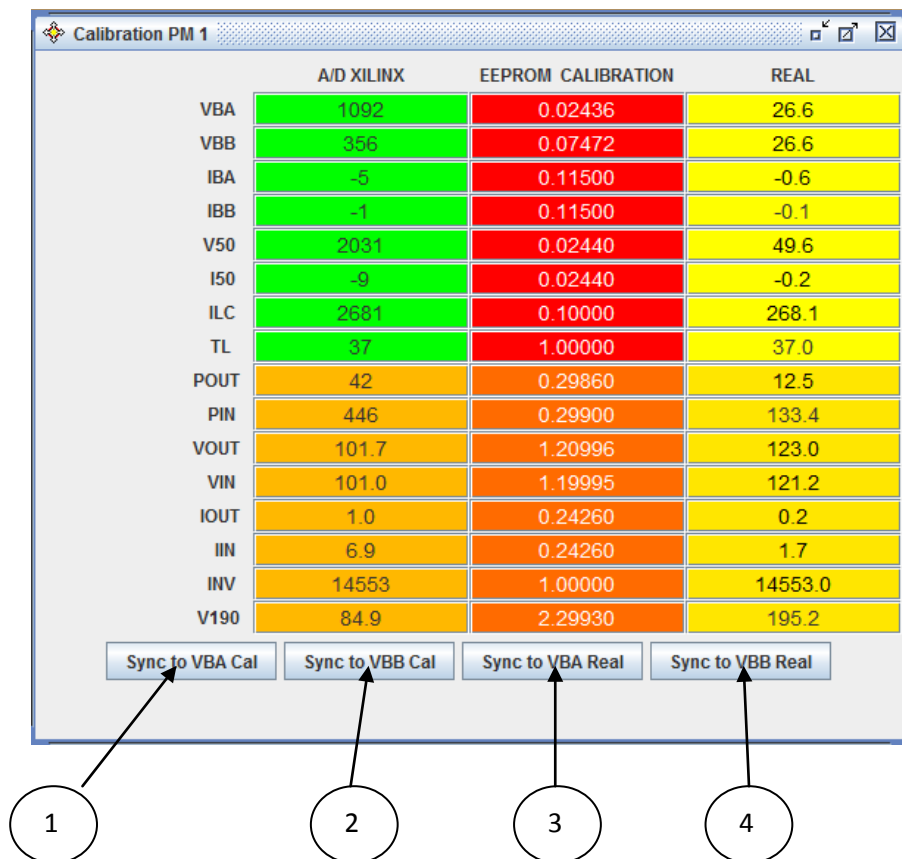 Calibration PM 1
A/D XILINX EEPROM CALIBRATION REAL
VBA 1092 0.02436 26.6
VBB 356 0.07472 26.6
IBA -5 0.11500 -0.6
IBB -1 0.11500 -0.1
V50 2031 0.02440 49.6
I50 -9 0.02440 -0.2
ILC 2681 0.10000 268.1
TL 37 1.00000 37.0
POUT 42 0.29860 12.5
PIN 446 0.29900 133.4
VOUT 101.7 1.20996 123.0
VIN 101.0 1.19995 121.2
IOUT 1.0 0.24260 0.2
IIN 6.9 0.24260 1.7
INV 14553 1.00000 14553.0
V190 84.9 2.29930 195.2
Sync to VBA Cal Sync to VBB Cal Sync to VBA Real Sync to VBB Real
1 2 3 4